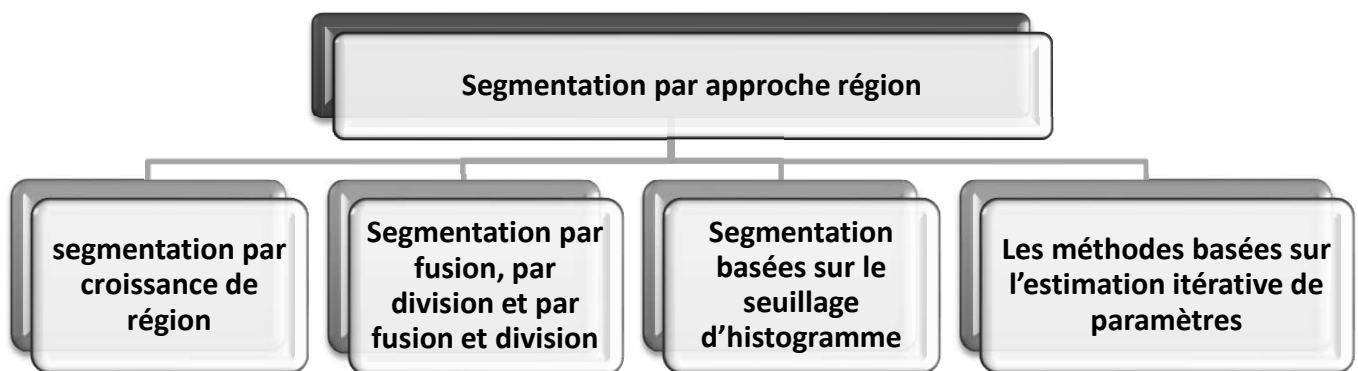 Segmentation par approche région
segmentation par
croissance de
région
Segmentation par
fusion, par
division et par
fusion et division
Segmentation
basées sur le
seuillage
d’histogramme
Les méthodes basées sur
l’estimation itérative de
paramètres